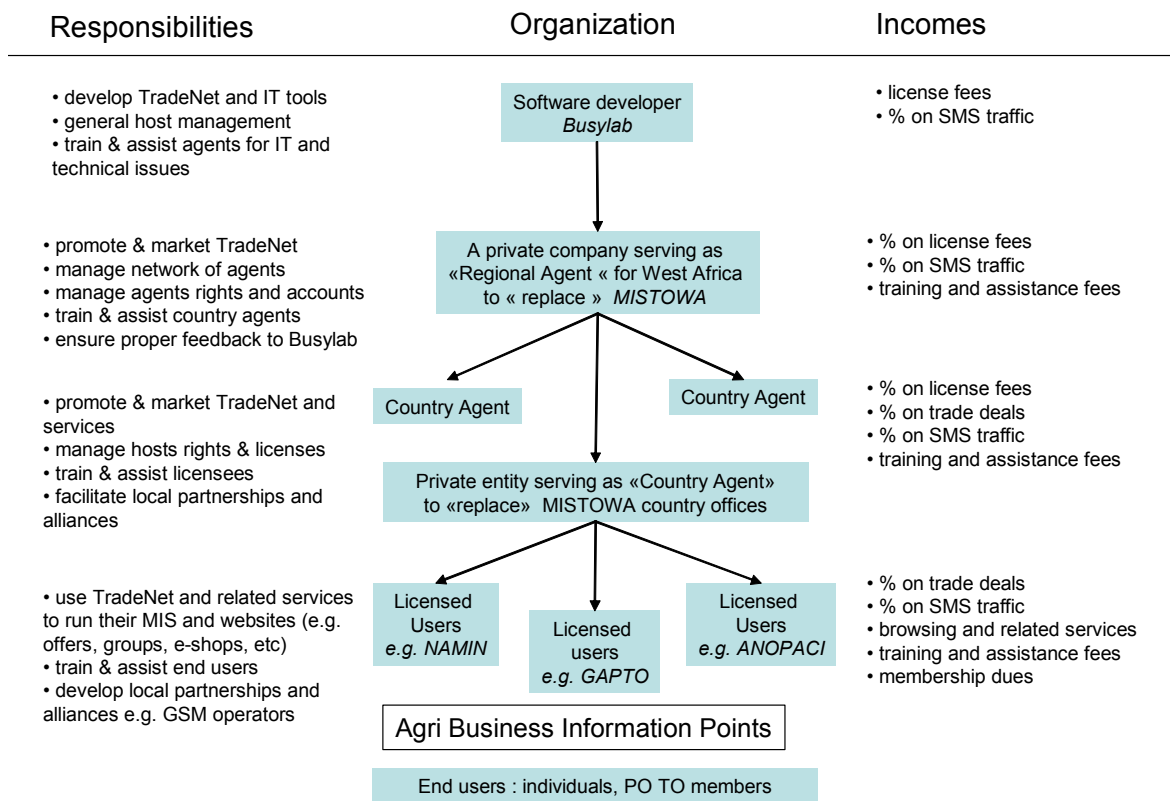 Responsibilities
Organization
Incomes
• develop TradeNet and IT tools
• general host management
• train & assist agents for IT and
technical issues
Software developer
Busylab
• license fees
• % on SMS traffic
• promote & market TradeNet
• manage network of agents
• manage agents rights and accounts
• train & assist country agents
• ensure proper feedback to Busylab
A private company serving as
«Regional Agent « for West Africa
to « replace » MISTOWA
• % on license fees
• % on SMS traffic
• training and assistance fees
• promote & market TradeNet and
services
• manage hosts rights & licenses
• train & assist licensees
• facilitate local partnerships and
alliances
Country Agent
Country Agent
Private entity serving as «Country Agent»
to «replace» MISTOWA country offices
• % on license fees
• % on trade deals
• % on SMS traffic
• training and assistance fees
• use TradeNet and related services
to run their MIS and websites (e.g.
offers, groups, e-shops, etc)
• train & assist end users
• develop local partnerships and
alliances e.g. GSM operators
Licensed
Users
e.g. NAMIN
Licensed
users
e.g. GAPTO
Licensed
Users
e.g. ANOPACI
• % on trade deals
• % on SMS traffic
• browsing and related services
• training and assistance fees
• membership dues
Agri Business Information Points
End users : individuals, PO TO members